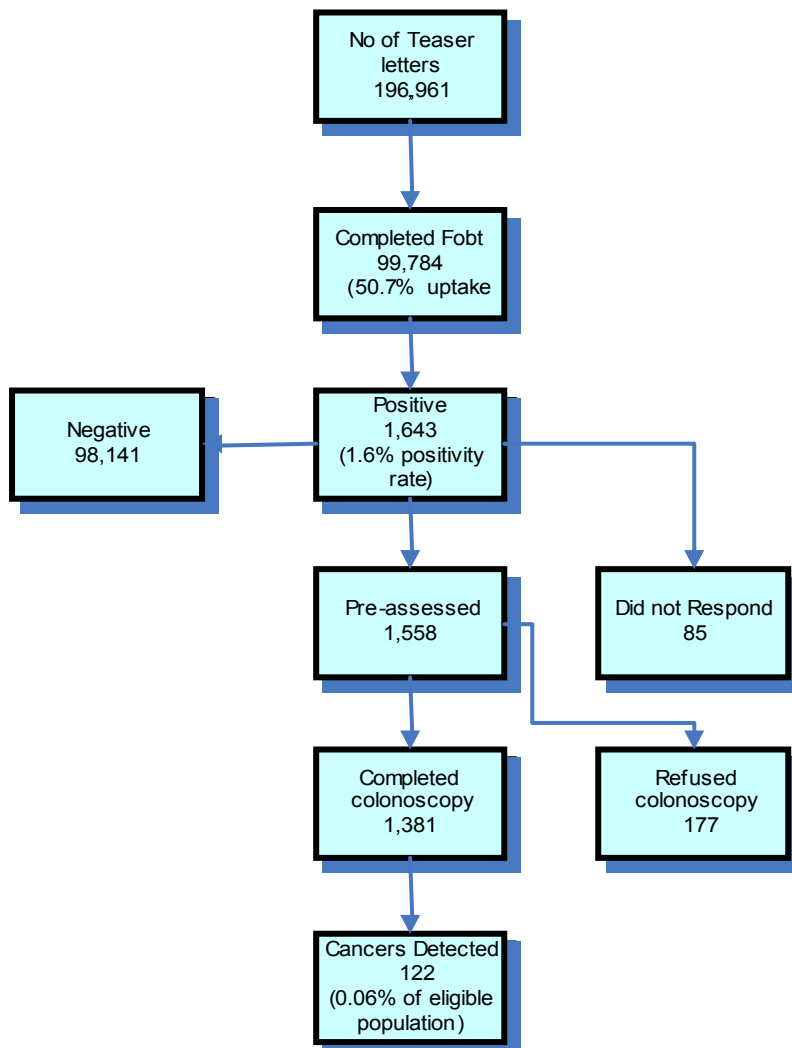 No of Teaser
letters
196,961
Completed Fobt
99,784
(50.7% uptake
Negative
98,141
Positive
1,643
(1.6% positivity
rate)
Pre-assessed
1,558
Did not Respond
85
Completed
colonoscopy
1,381
Refused
colonoscopy
177
Cancers Detected
122
(0.06% of eligible
population)